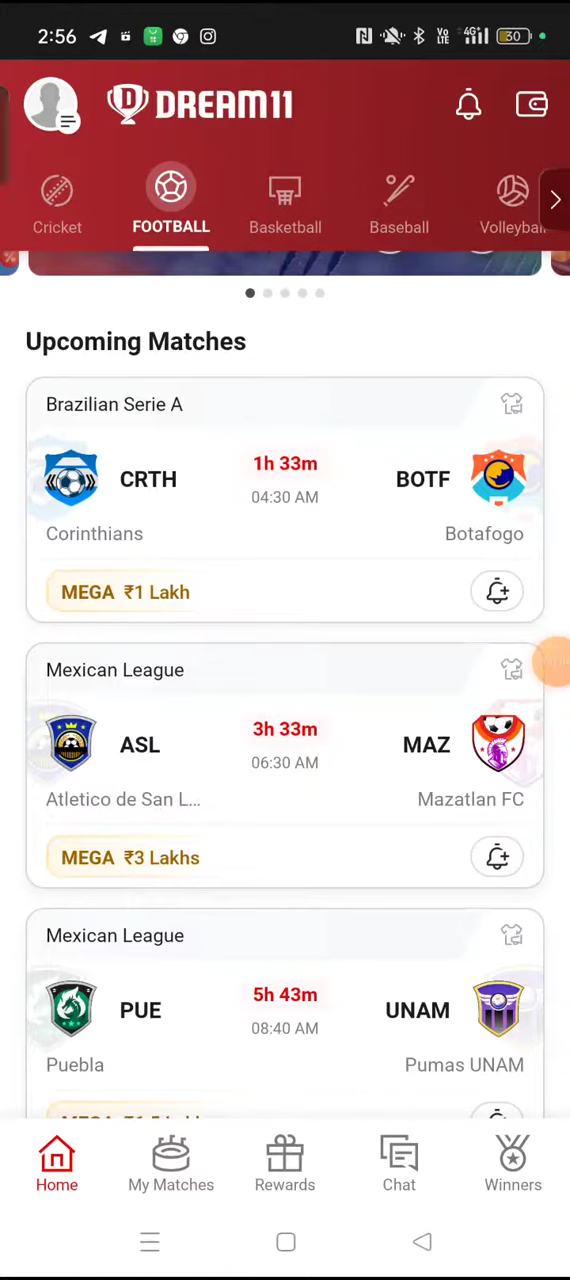 2:56
VoLTE 4G+ 30
DREAM11
Cricket FOOTBALL Basketball Baseball Volleyball
%
Upcoming Matches
Brazilian Serie A
CRTH 1h 33m BOTF
04:30 AM
Corinthians Botafogo
MEGA ₹1 Lakh
Mexican League
ASL 3h 33m MAZ
06:30 AM
Atletico de San L... Mazatlan FC
MEGA ₹3 Lakhs
Mexican League
PUE 5h 43m UNAM
08:40 AM
Puebla Pumas UNAM
Home My Matches Rewards Chat Winners